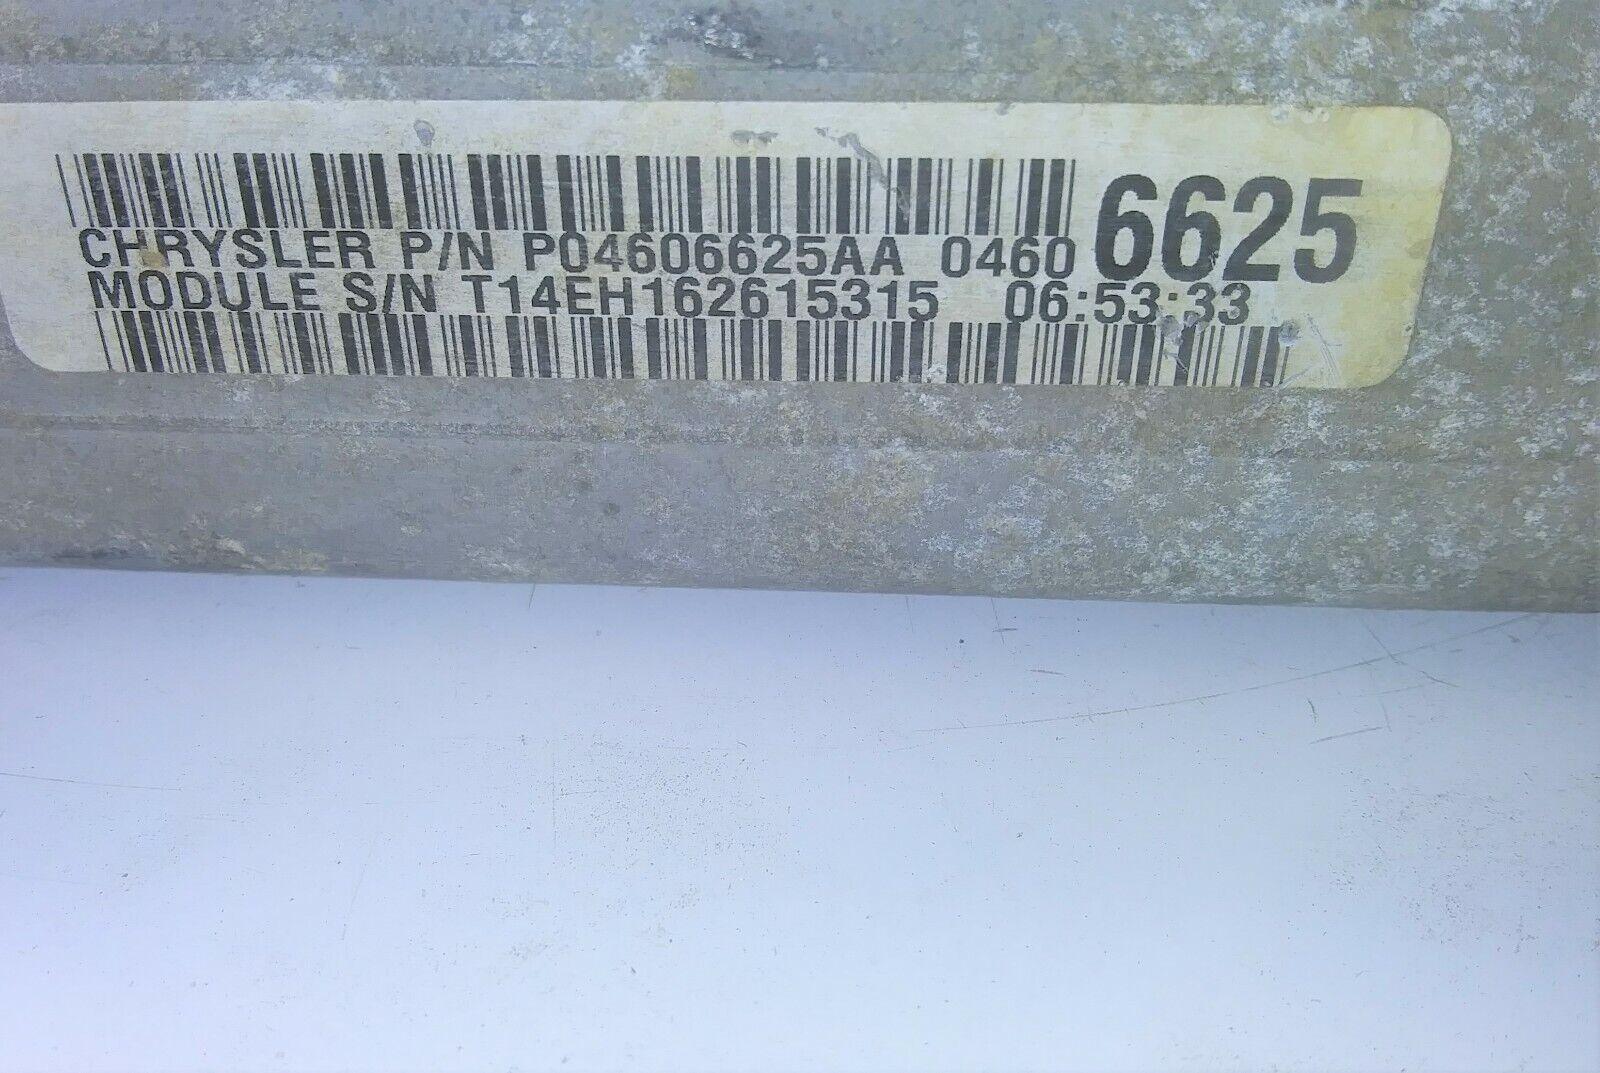 CHRYSLER P/N P04606625AA 0460 6625
MODULE S/N T14EH162615315 06:53:33